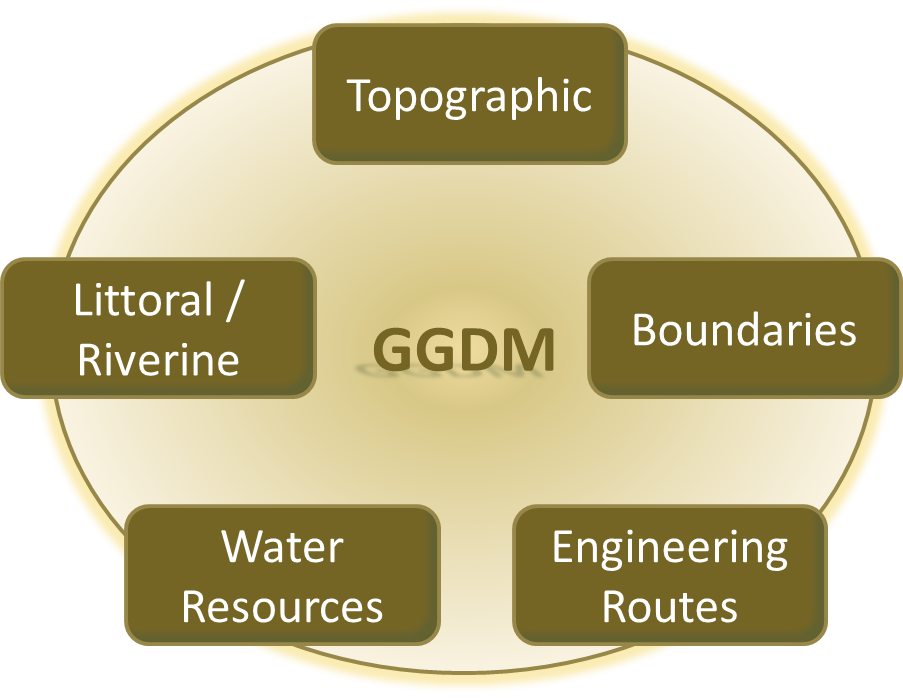 Topographic
Littoral /
Riverine
GGDM
Boundaries
Water
Resources
Engineering
Routes